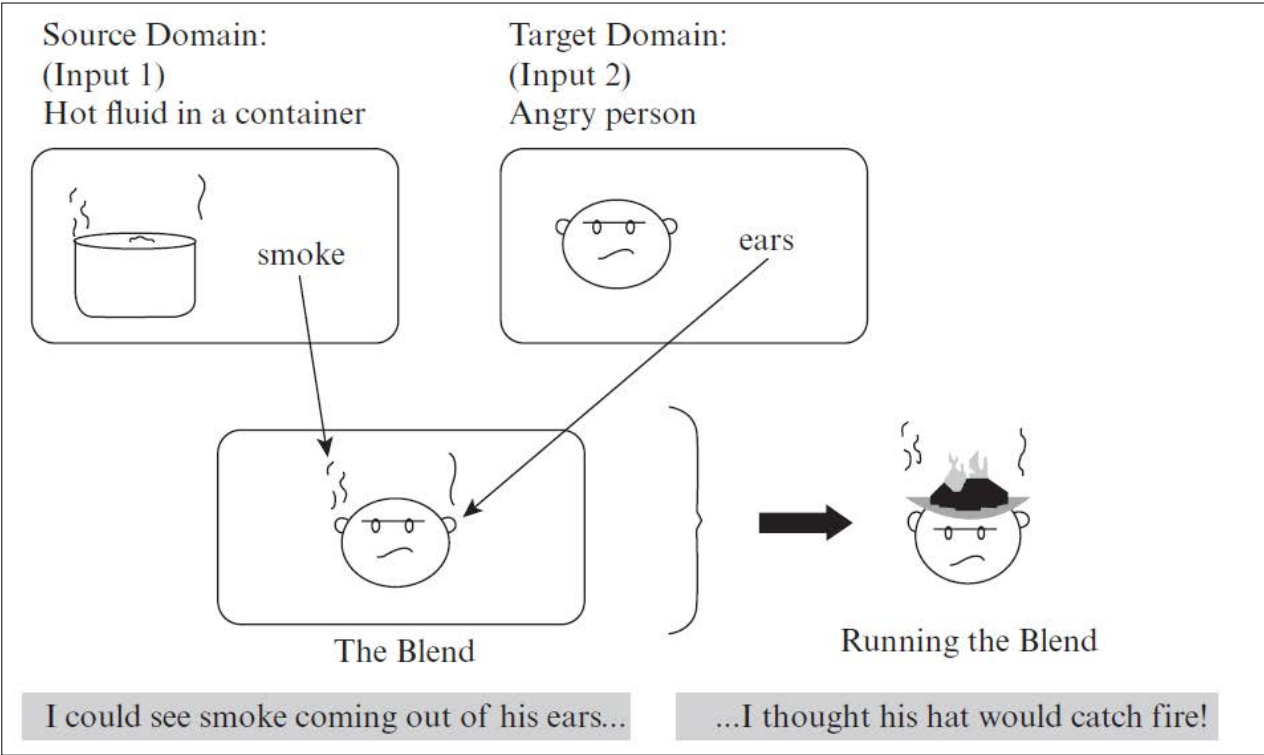 Source Domain:
(Input 1)
Hot fluid in a container
Target Domain:
(Input 2)
Angry person
smoke
ears
The Blend
Running the Blend
I could see smoke coming out of his ears...
...I thought his hat would catch fire!